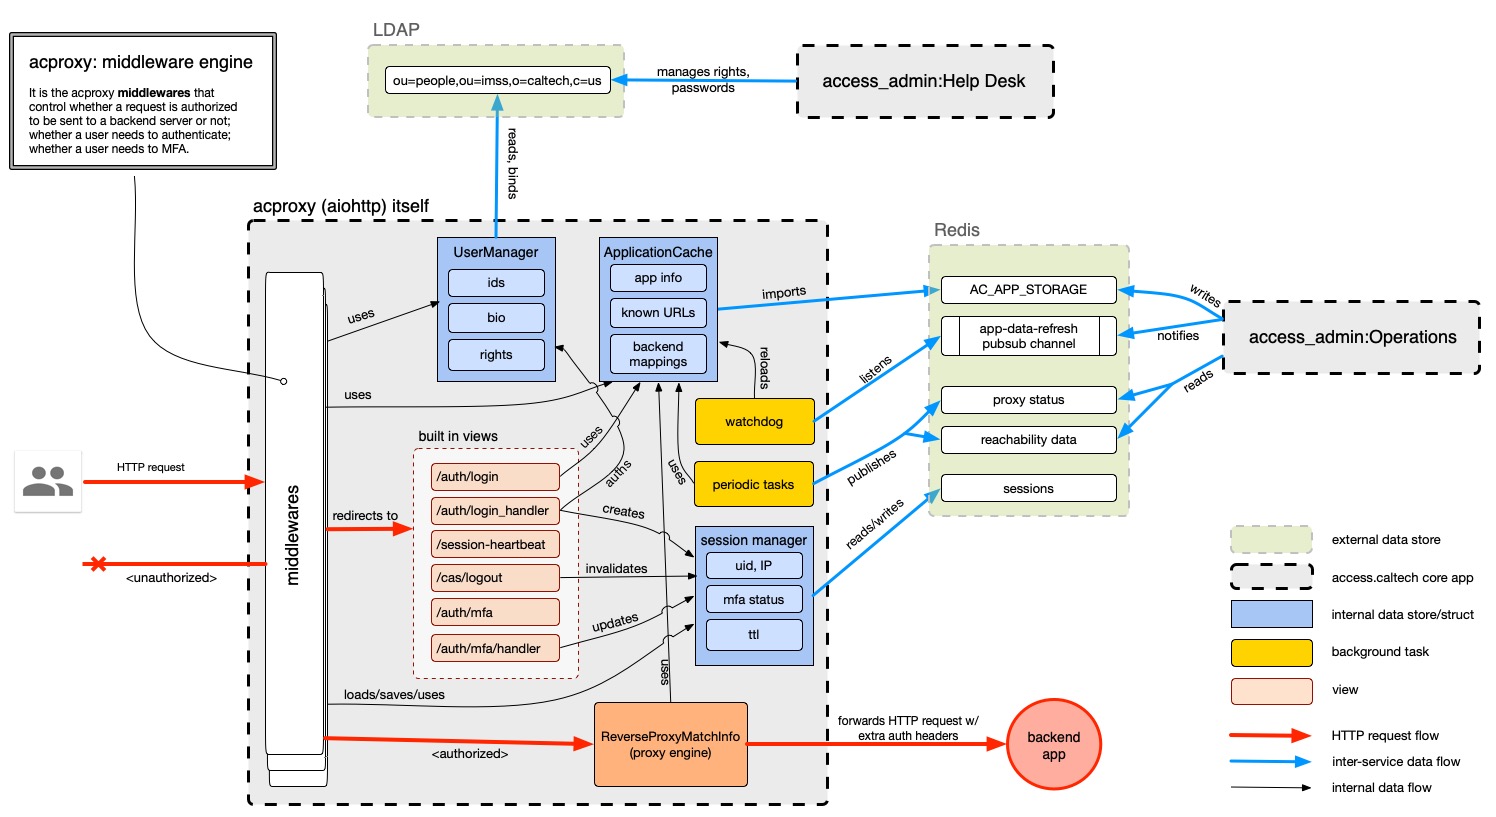 LDAP
ou=people,ou=imss,o=caltech,c=us
manages rights,
passwords
access_admin:Help Desk
acproxy: middleware engine
It is the acproxy middlewares that
control whether a request is authorized
to be sent to a backend server or not;
whether a user needs to authenticate;
whether a user needs to MFA.
reads, binds
acproxy (aiohttp) itself
UserManager
ids
bio
rights
ApplicationCache
app info
known URLs
backend
mappings
uses
uses
imports
reloads
listens
Redis
AC_APP_STORAGE
app-data-refresh
pubsub channel
proxy status
reachability data
sessions
writes
notifies
reads
access_admin:Operations
watchdog
periodic tasks
uses
publishes
reads/writes
built in views
/auth/login
/auth/login_handler
/session-heartbeat
/cas/logout
/auth/mfa
/auth/mfa/handler
uses
auths
creates
invalidates
updates
session manager
uid, IP
mfa status
ttl
HTTP request
<unauthorized>
middlewares
redirects to
loads/saves/uses
<authorized>
uses
ReverseProxyMatchInfo
(proxy engine)
forwards HTTP request w/
extra auth headers
backend
app
external data store
access.caltech core app
internal data store/struct
background task
view
HTTP request flow
inter-service data flow
internal data flow